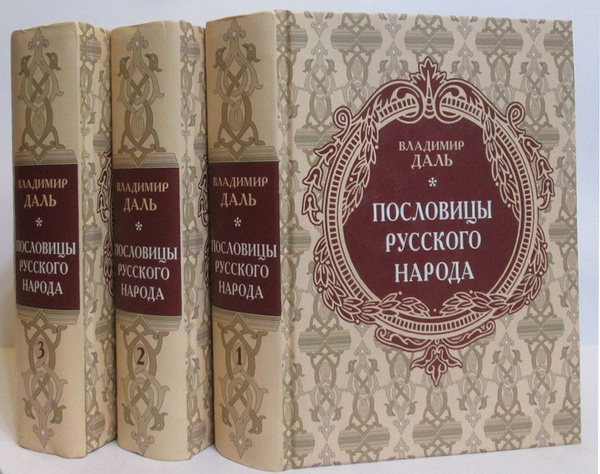 ВЛАДИМИР
ДАЛЬ
*
ПОСЛОВИЦЫ
РУССКОГО
НАРОДА
3
ВЛАДИМИР
ДАЛЬ
*
ПОСЛОВИЦЫ
РУССКОГО
НАРОДА
2
ВЛАДИМИР
ДАЛЬ
*
ПОСЛОВИЦЫ
РУССКОГО
НАРОДА
1
ВЛАДИМИР
ДАЛЬ
*
ПОСЛОВИЦЫ
РУССКОГО
НАРОДА